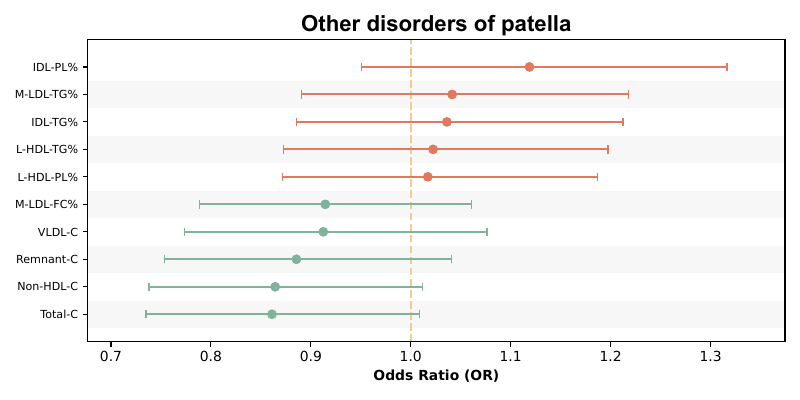 Other disorders of patella
IDL-PL%
M-LDL-TG%
IDL-TG%
L-HDL-TG%
L-HDL-PL%
M-LDL-FC%
VLDL-C
Remnant-C
Non-HDL-C
Total-C
0.7 0.8 0.9 1.0 1.1 1.2 1.3
Odds Ratio (OR)